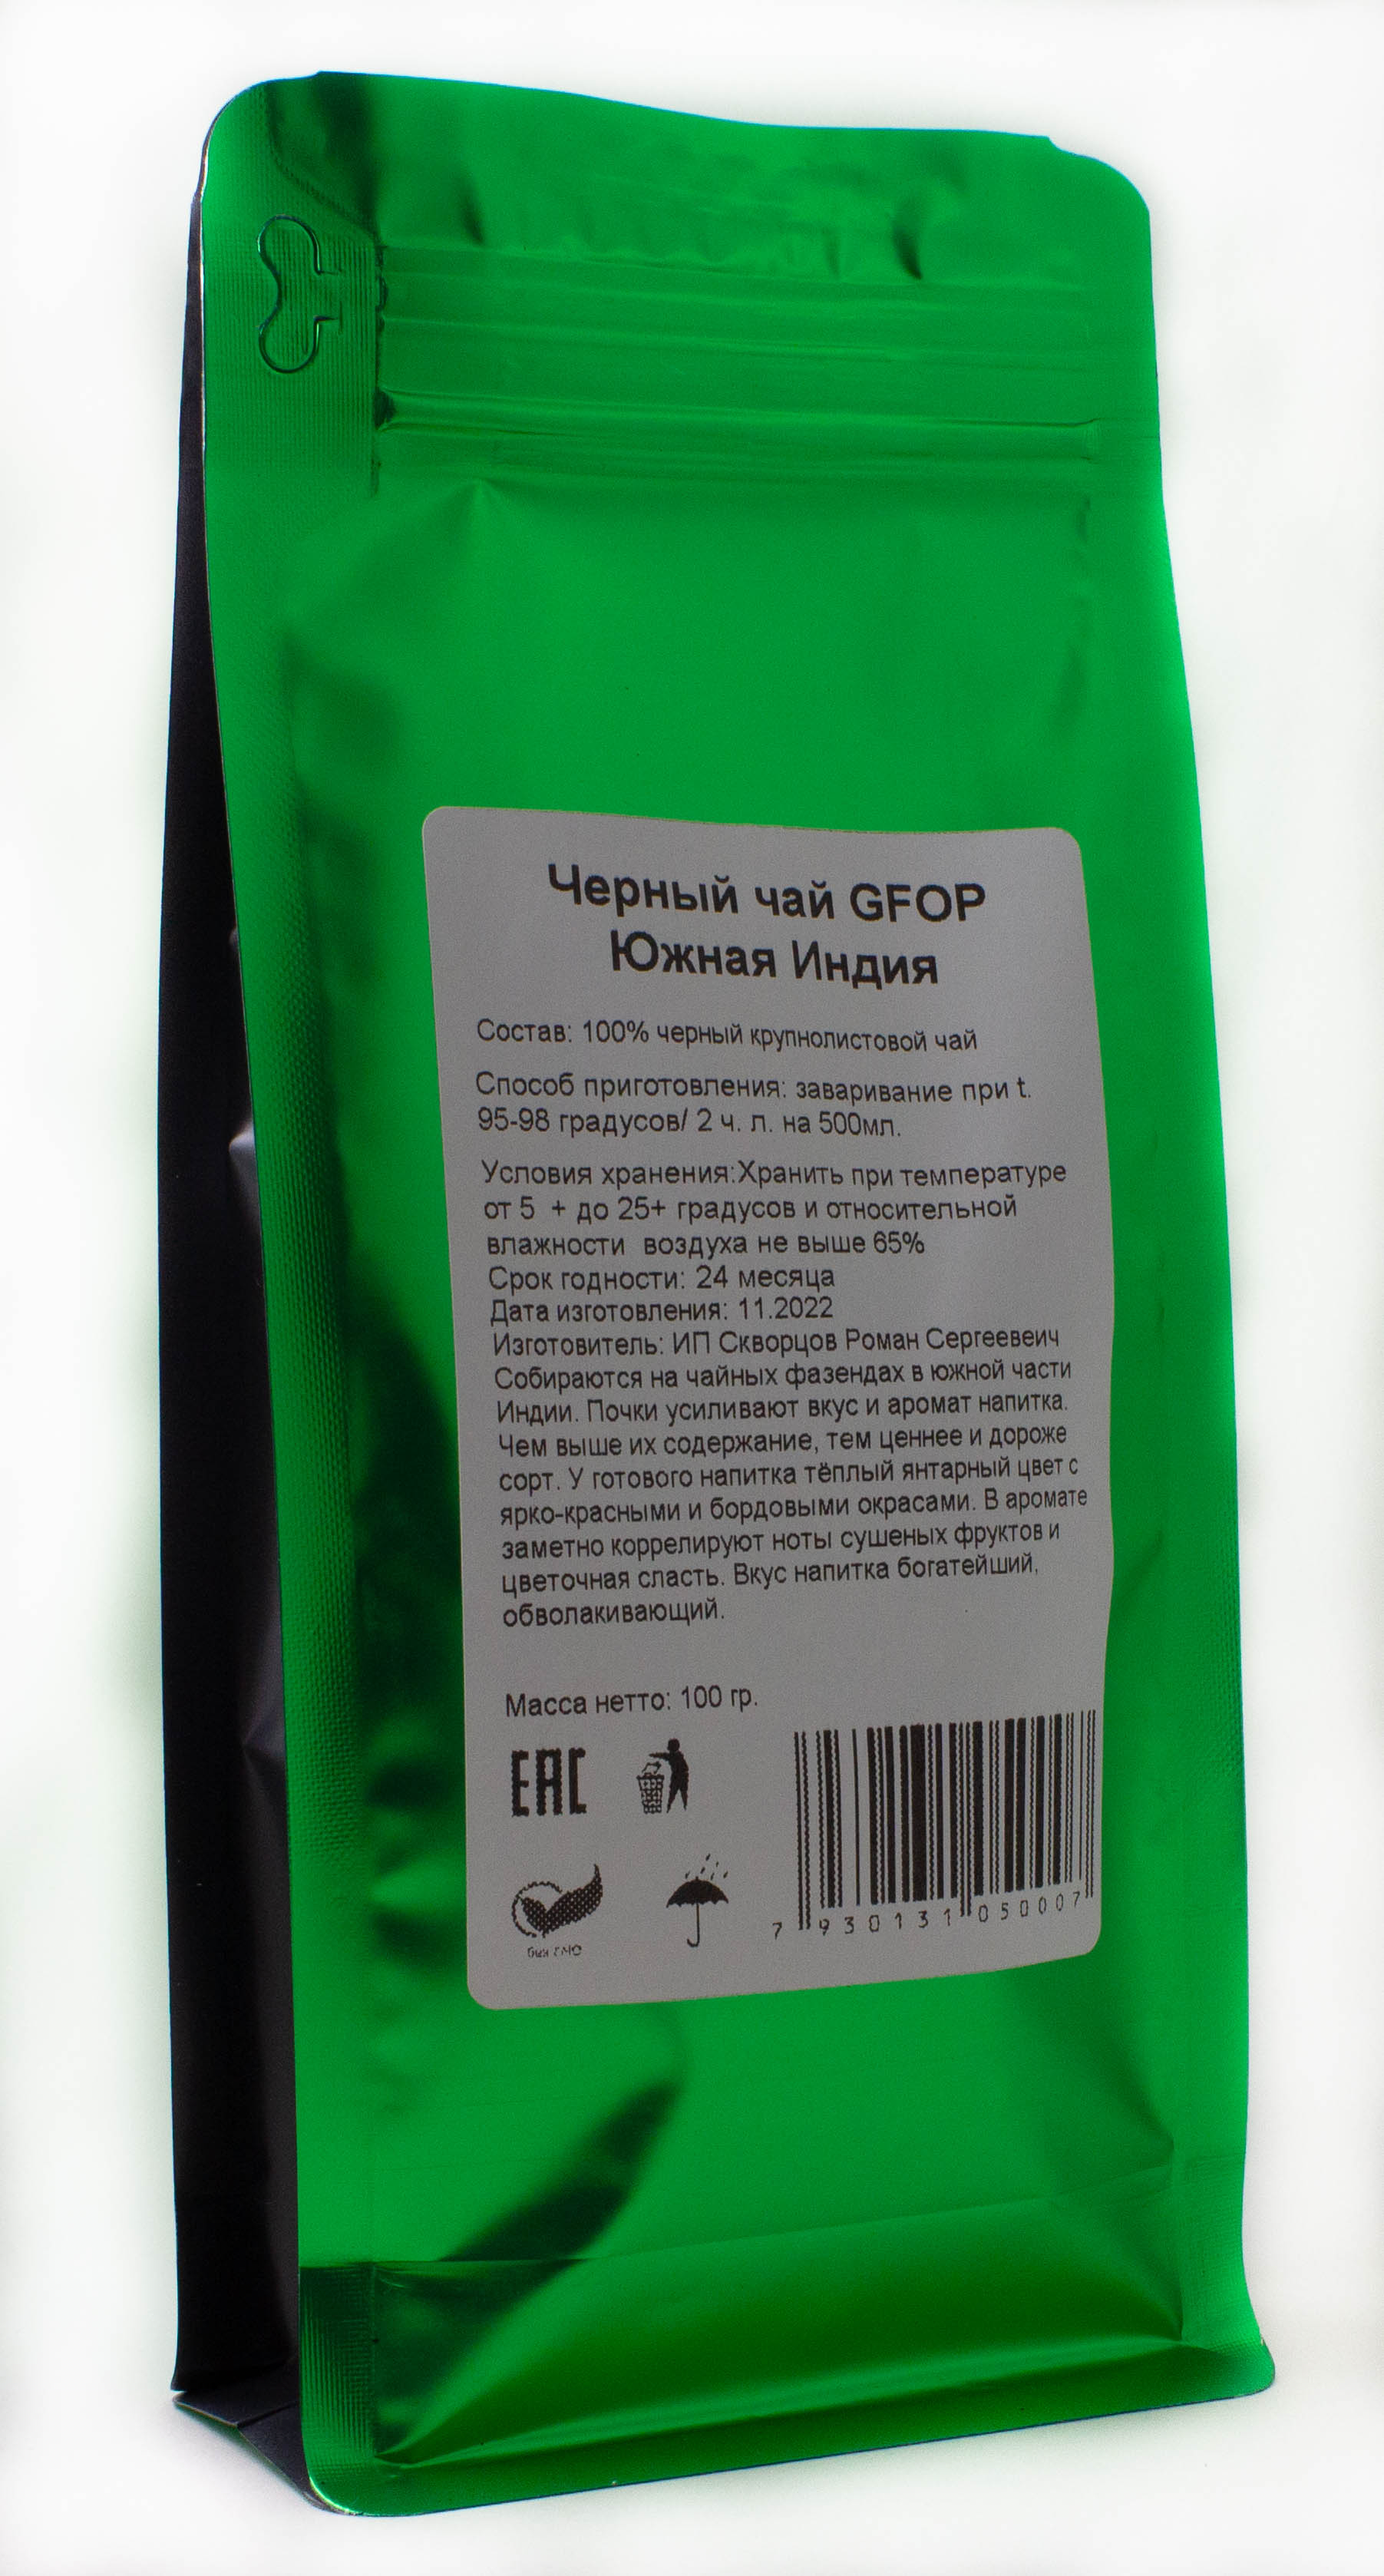 Черный чай GFOP
Южная Индия
Состав: 100% черный крупнолистовой чай
Способ приготовления: заваривание при t.
95-98 градусов/ 2 ч. л. на 500мл.
Условия хранения:Хранить при температуре
от 5 + до 25+ градусов и относительной
влажности воздуха не выше 65%
Срок годности: 24 месяца
Дата изготовления: 11.2022
Изготовитель: ИП Скворцов Роман Сергеевеич
Собираются на чайных фазендах в южной части
Индии. Почки усиливают вкус и аромат напитка.
Чем выше их содержание, тем ценнее и дороже
сорт. У готового напитка тёплый янтарный цвет с
ярко-красными и бордовыми окрасами. В аромате
заметно коррелируют ноты сушеных фруктов и
цветочная сласть. Вкус напитка богатейший,
обволакивающий.
Масса нетто: 100 гр.
EAC
без ГМО
7 930131 050007